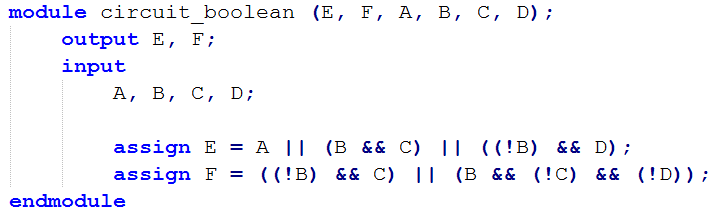 module circuit_boolean (E, F, A, B, C, D);
output E, F;
input
A, B, C, D;
assign E = A || (B && C) || ((!B) && D);
assign F = ((!B) && C) || (B && (!C) && (!D));
endmodule